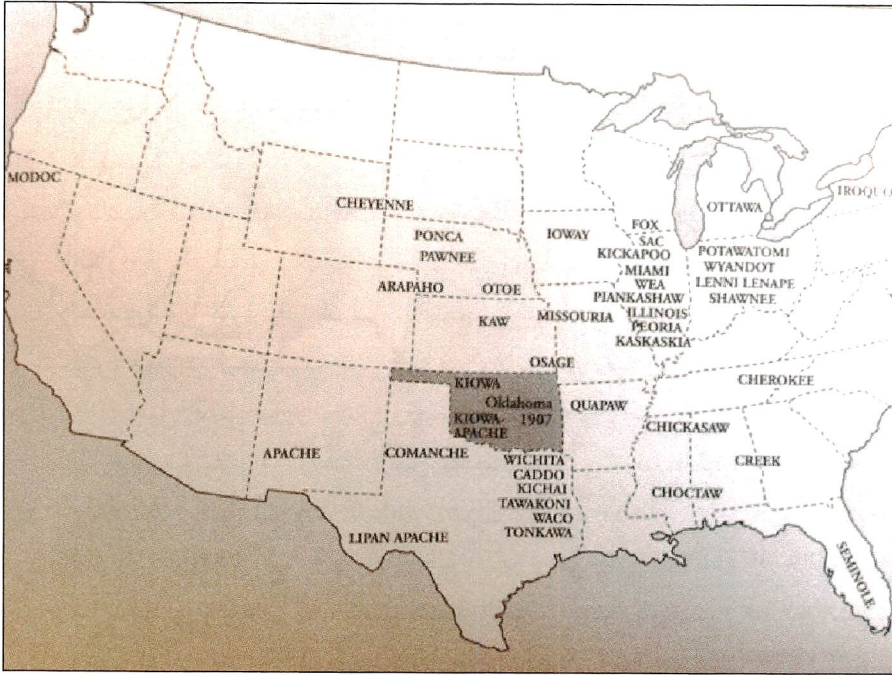 MODOC
CHEYENNE
PONCA
PAWNEE
ARAPAHO
OTOE
KAW
IOWAY
MISSOURIA
OSAGE
FOX
SAC
KICKAPOO
MIAMI
WEA
PIANKASHAW
ILLINOIS
PEORIA
KASKASKIA
OTTAWA
IROQUO
POTAWATOMI
WYANDOT
LENNI LENAPE
SHAWNEE
KIOWA
Oklahoma
1907
KIOWA-
APACHE
QUAPAW
CHEROKEE
CHICKASAW
CREEK
CHOCTAW
SEMINOLE
APACHE
COMANCHE
WICHITA
CADDO
KICHAI
TAWAKONI
WACO
TONKAWA
LIPAN APACHE